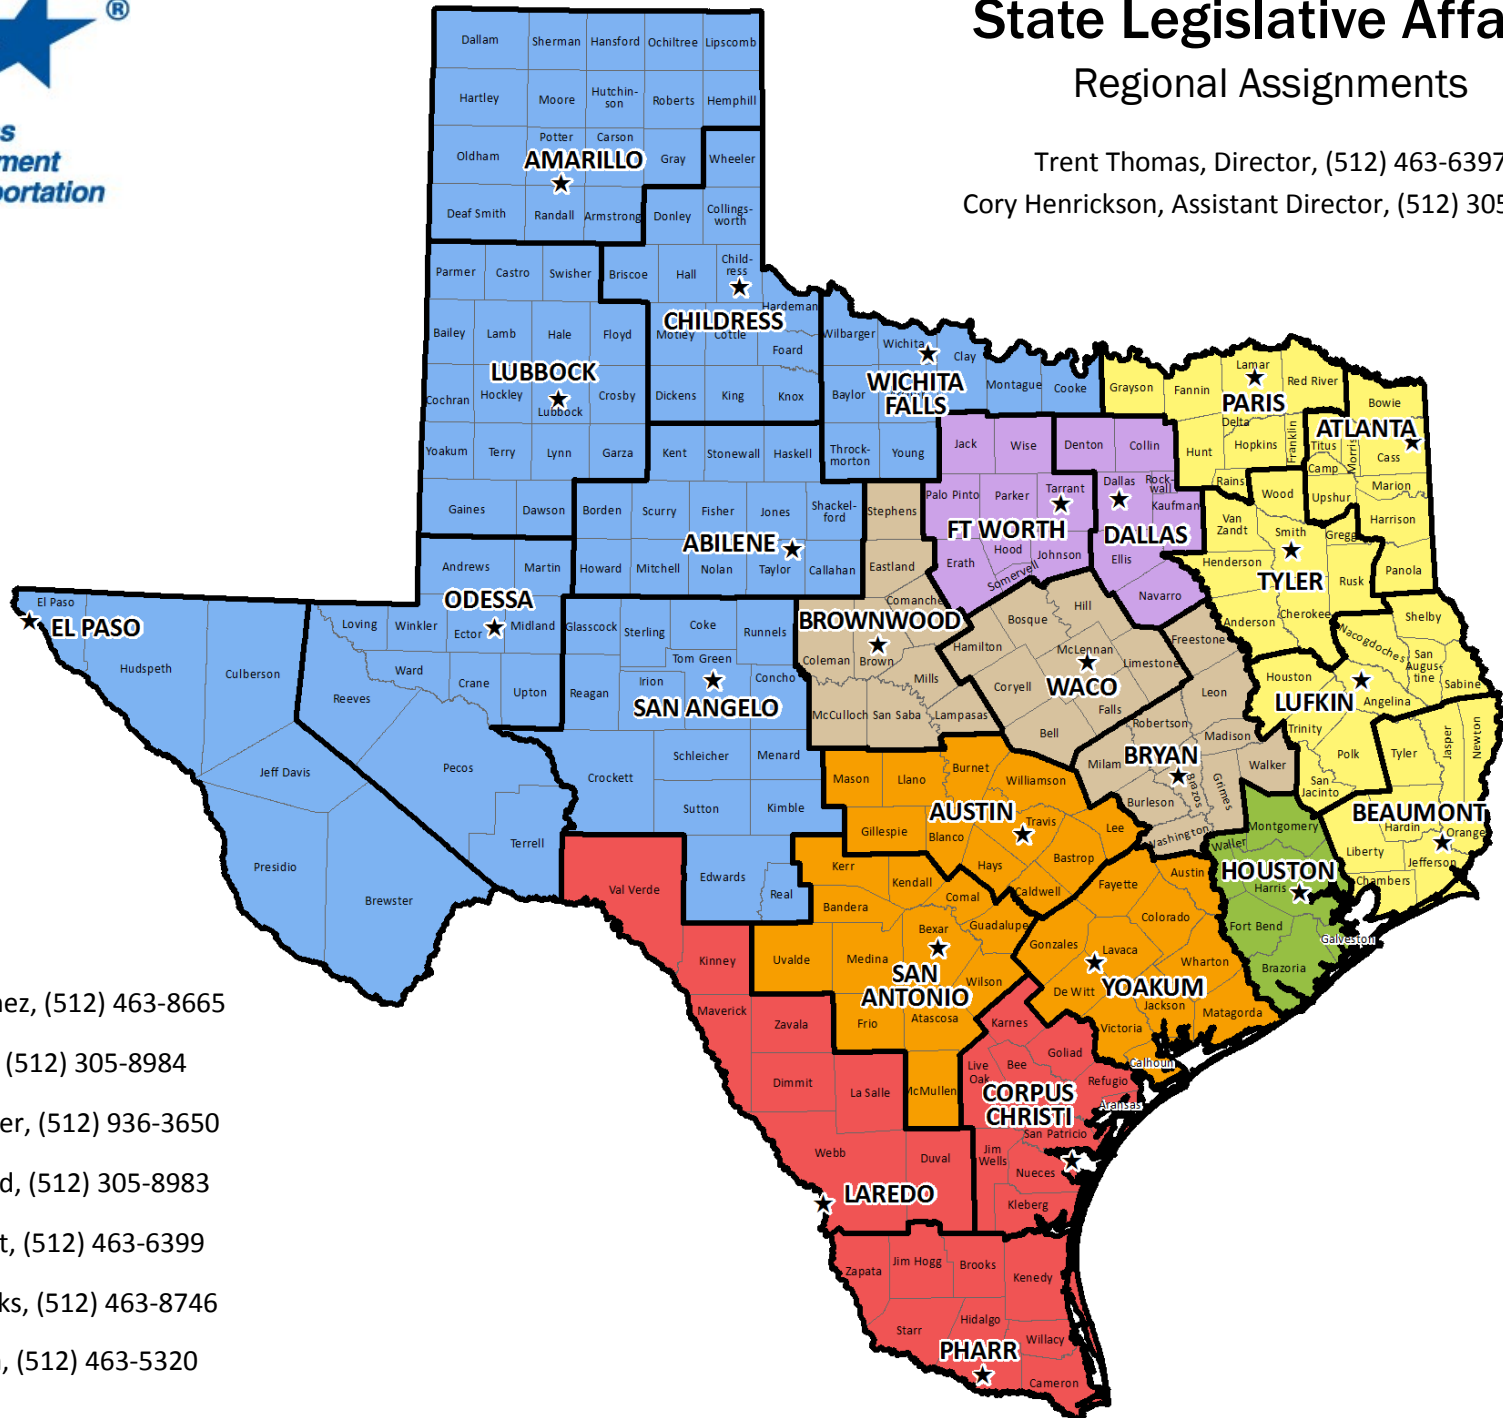 ®
State Legislative Affa
Regional Assignments
Trent Thomas, Director, (512) 463-6397
Cory Henrickson, Assistant Director, (512) 305
s
ment
portation
Dallam Sherman Hansford Ochiltree Lipscomb
Hartley Moore Hutchin-
son Roberts Hemphill
Potter Carson
Oldham AMARILLO Gray Wheeler
Deaf Smith Randall Armstrong Donley Collings-
worth
Parmer Castro Swisher Briscoe Hall Child-
ress
Hardeman
CHILDRESS
Bailey Lamb Hale Floyd Motley Cottle Foard Wilbarger Wichita Clay
LUBBOCK
WICHITA
FALLS
Cochran Hockley Lubbock Crosby Dickens King Knox Baylor Montague Cooke Grayson Fannin Lamar Red River
PARIS
Bowie
ATLANTA
Delta Hopkins Franklin Titus Morris Cass
Hunt Rains Camp Marion Wood Upshur Harrison
Yoakum Terry Lynn Garza Kent Stonewall Haskell Throck-
morton Young Jack Wise Denton Collin
Palo Pinto Parker Tarrant Dallas Rock-
wall Kaufman
FT WORTH DALLAS
Gaines Dawson Borden Scurry Fisher Jones Shackel-
ford Stephens
ABILENE
Erath Hood Somervell Johnson Ellis Navarro
Van
Zandt Smith Gregg
Henderson TYLER Rusk Panola
Anderson Cherokee
Andrews Martin Howard Mitchell Nolan Taylor Callahan Eastland
ODESSA
Comanche
BROWNWOOD
El Paso
EL PASO
Hudspeth Culberson
Loving Winkler Ector Midland Glasscock Sterling Coke Runnels
Tom Green
Reeves Ward Crane Upton Reagan Irion Concho
SAN ANGELO
Coleman Brown Mills
McCulloch San Saba Lampasas
Hamilton Bosque Hill
McLennan Limestone Freestone
Coryell WACO
Falls
Bell
Leon
Robertson
Madison
BRYAN
Milam Walker
Burleson Brazos Grimes
Washington
Nacogdoches Shelby
San
Augus-
tine Sabine
Houston
LUFKIN Angelina
Trinity
Polk
San
Jacinto
Tyler Jasper Newton
BEAUMONT
Hardin Orange
Liberty Jefferson
Chambers
Jeff Davis Pecos Crockett Schleicher Menard
Sutton Kimble
Presidio Brewster Terrell
Val Verde Edwards Real
Mason Llano Burnet Williamson
AUSTIN
Gillespie Blanco Travis Lee
Hays Bastrop
Caldwell
Kerr Kendall Comal
Bandera
Bexar Guadalupe
Uvalde Medina
SAN
ANTONIO
Wilson
Frio Atascosa
McMullen
Fayette Austin
Colorado
Gonzales Lavaca Wharton
De Witt YOAKUM
Jackson Matagorda
Victoria
Calhoun
Montgomery
Waller
HOUSTON
Harris
Fort Bend
Galveston
Brazoria
Kinney
Maverick Zavala
Dimmit La Salle
Webb Duval
LAREDO
Karnes
Goliad
Live
Oak Bee
Refugio
CORPUS
CHRISTI
Aransas
San Patricio
Jim
Wells Nueces
Kleberg
Zapata Jim Hogg Brooks Kenedy
Starr Hidalgo Willacy
PHARR
Cameron
nez, (512) 463-8665
(512) 305-8984
er, (512) 936-3650
d, (512) 305-8983
t, (512) 463-6399
ks, (512) 463-8746
, (512) 463-5320